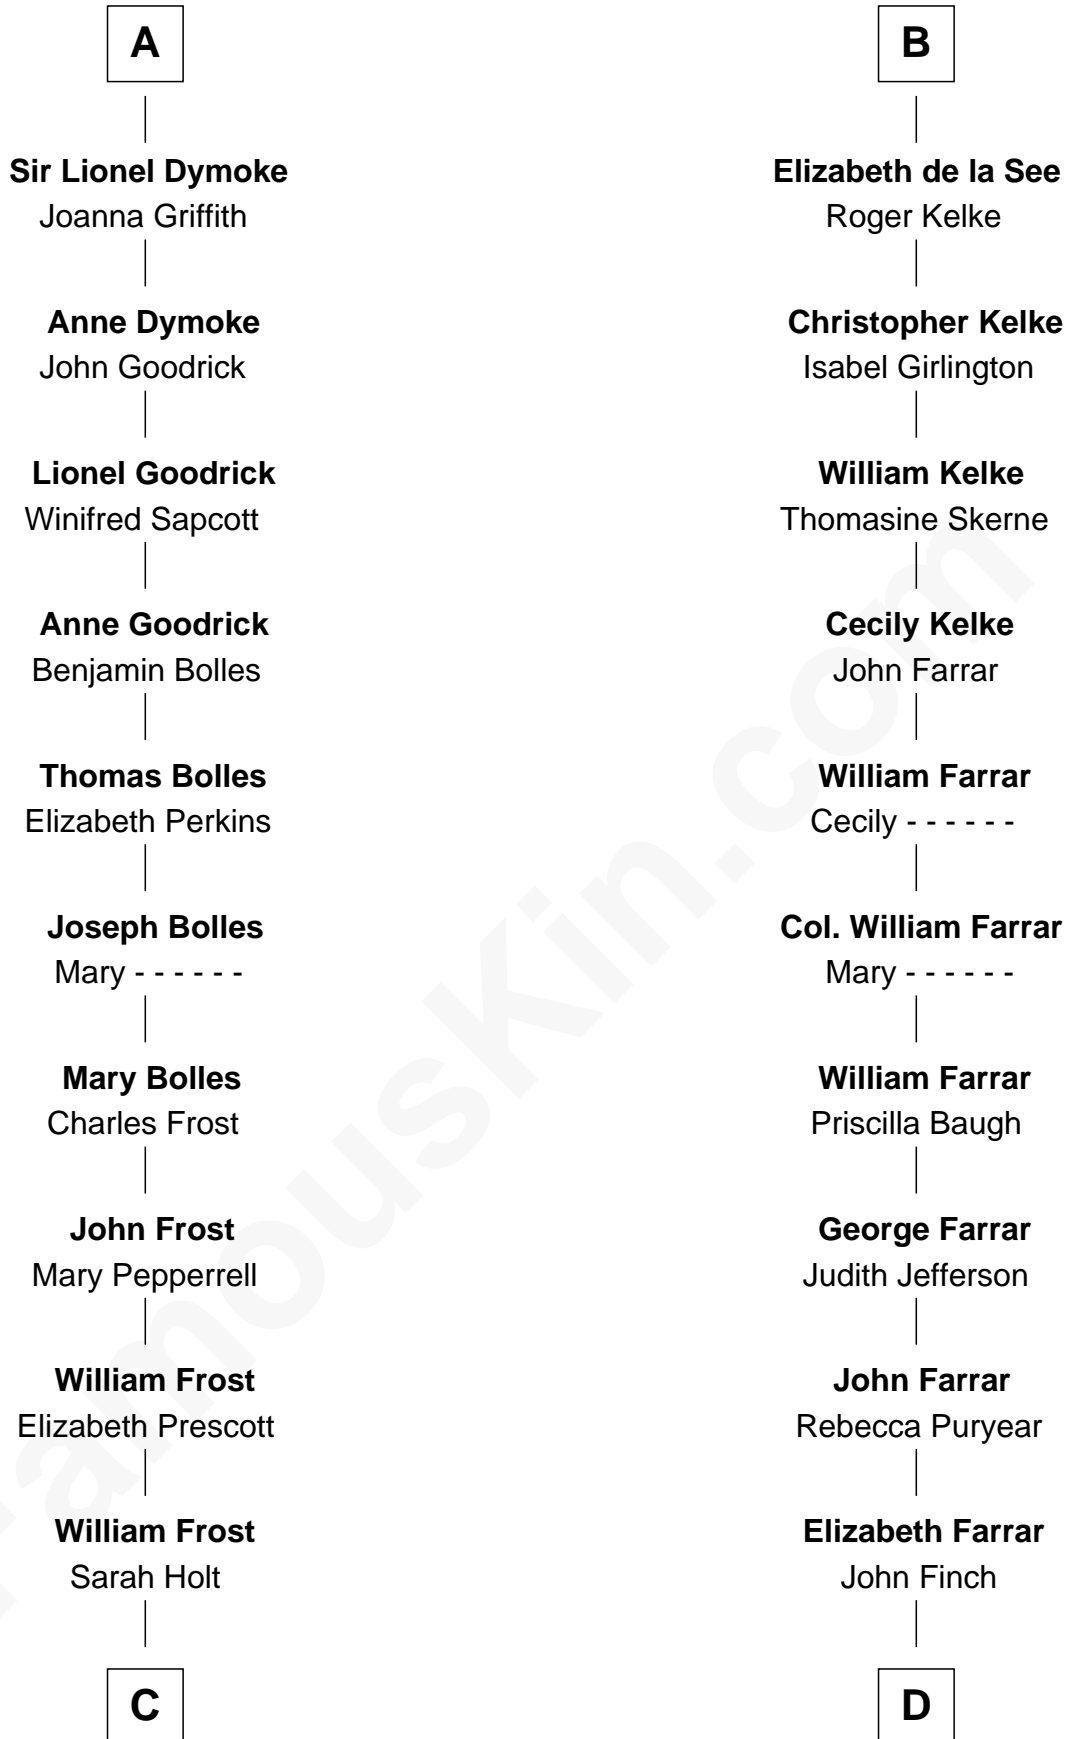 A
Sir Lionel Dymoke
Joanna Griffith
Anne Dymoke
John Goodrick
Lionel Goodrick
Winifred Sapcott
Anne Goodrick
Benjamin Bolles
Thomas Bolles
Elizabeth Perkins
Joseph Bolles
Mary - - - - - -
Mary Bolles
Charles Frost
John Frost
Mary Pepperrell
William Frost
Elizabeth Prescott
William Frost
Sarah Holt
C
B
Elizabeth de la See
Roger Kelke
Christopher Kelke
Isabel Girlington
William Kelke
Thomasine Skerne
Cecily Kelke
John Farrar
William Farrar
Cecily - - - - - -
Col. William Farrar
Mary - - - - - -
William Farrar
Priscilla Baugh
George Farrar
Judith Jefferson
John Farrar
Rebecca Puryear
Elizabeth Farrar
John Finch
D
FamousKin.com